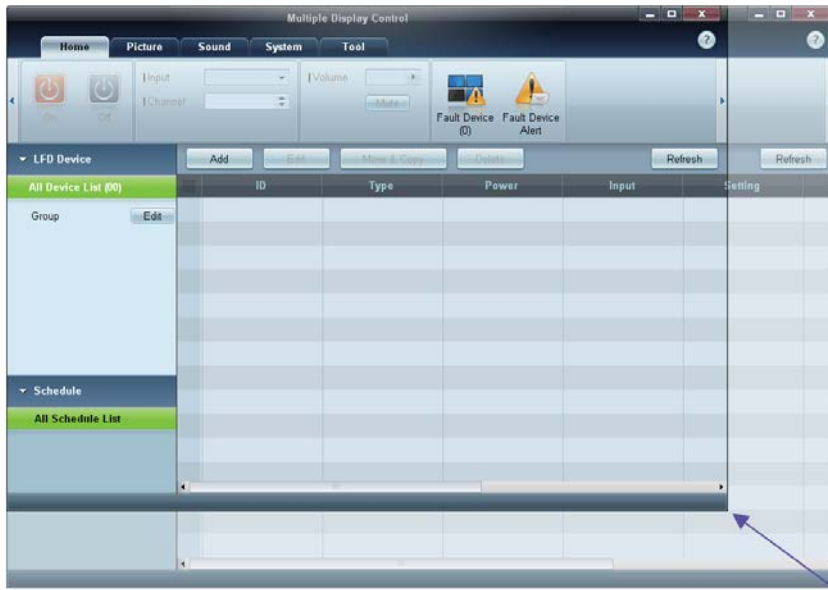 Multiple Display Control
Home Picture Sound System Tool ? ?
Input Volume
Channel Mute
On Off
Fault Device (0) Fault Device Alert
LFD Device Add Edit Move & Copy Delete Refresh Refresh
All Device List (00) ID Type Power Input Setting
Group Edit
Schedule
All Schedule List